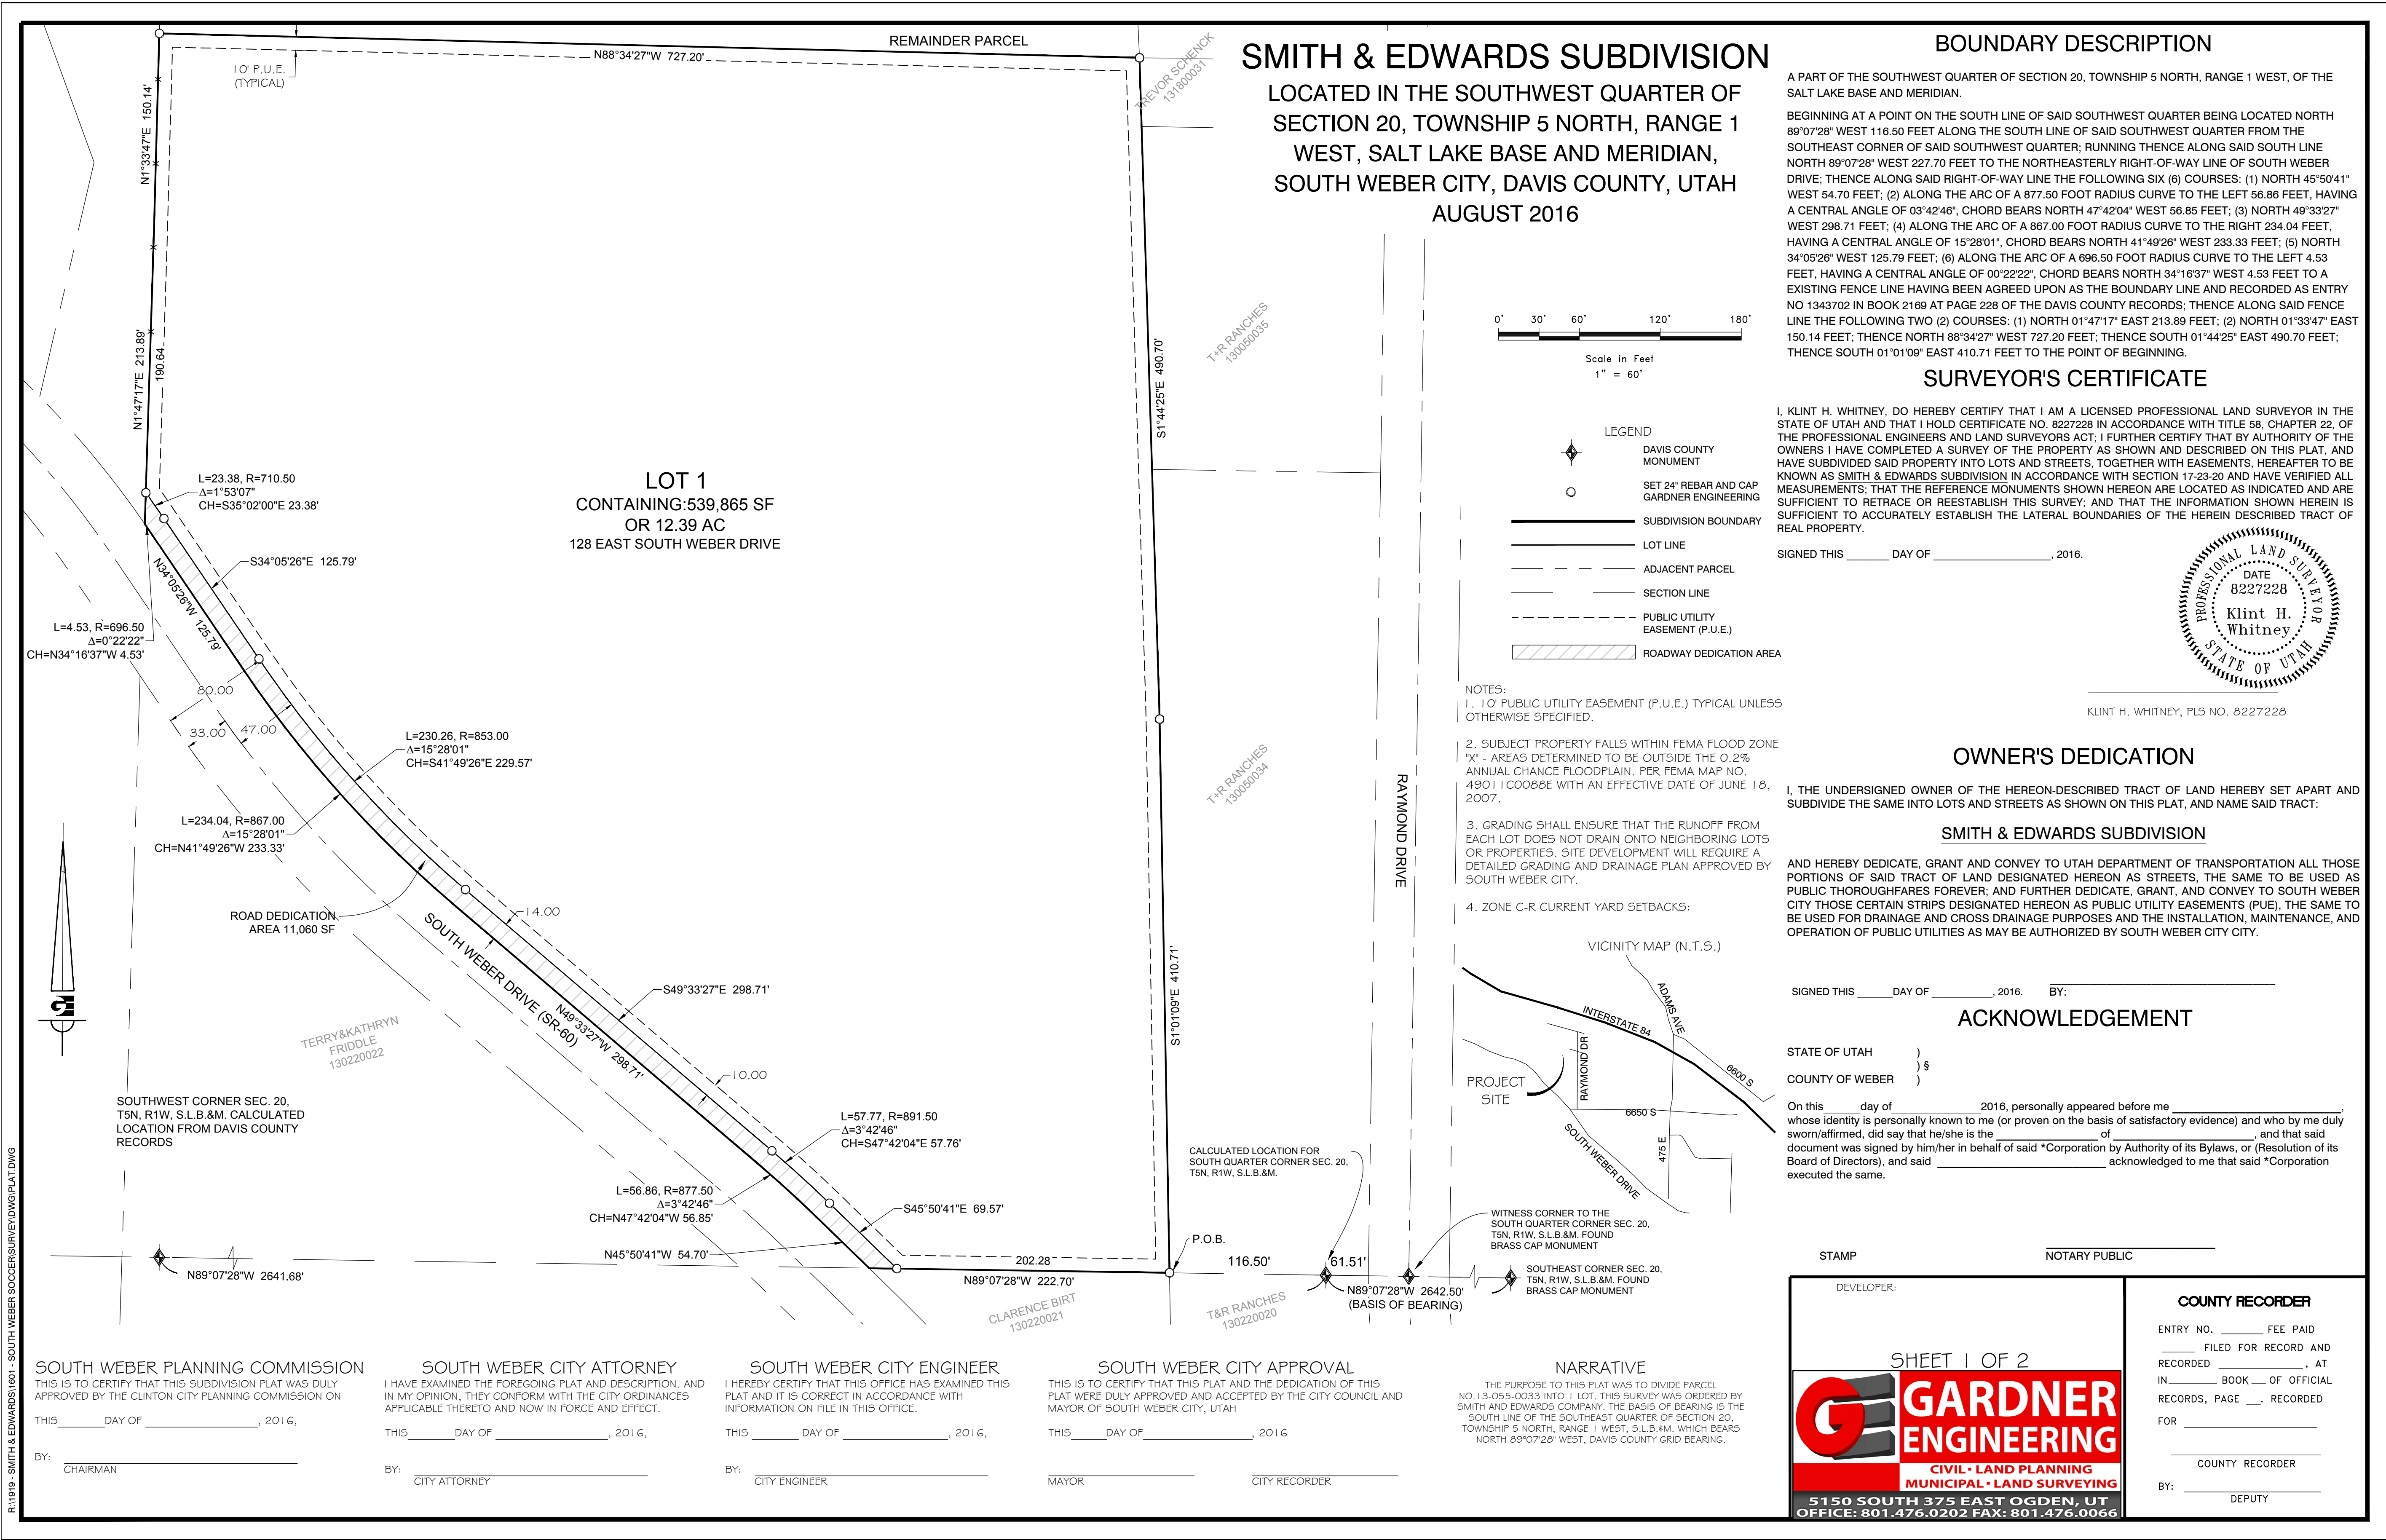 REMAINDER PARCEL
N88°34'27"W 727.20'
10' P.U.E.
(TYPICAL)
N1°33'47"E 150.14'
N1°47'17"E 213.89'
190.64
TREVOR SCHENCK
131800031
S1°44'25"E 490.70'
T+R RANCHES
130050035
LOT 1
CONTAINING:539,865 SF
OR 12.39 AC
128 EAST SOUTH WEBER DRIVE
L=23.38, R=710.50
Δ=1°53'07"
CH=S35°02'00"E 23.38'
S34°05'26"E 125.79'
N34°05'26"W 125.79'
L=4.53, R=696.50
Δ=0°22'22"
CH=N34°16'37"W 4.53'
80.00
33.00
47.00
L=230.26, R=853.00
Δ=15°28'01"
CH=S41°49'26"E 229.57'
L=234.04, R=867.00
Δ=15°28'01"
CH=N41°49'26"W 233.33'
T+R RANCHES
130050034
RAYMOND DRIVE
ROAD DEDICATION
AREA 11,060 SF
14.00
SOUTH WEBER DRIVE (SR-60)
S49°33'27"E 298.71'
N49°33'27"W 298.71'
10.00
S1°01'09"E 410.71'
TERRY&KATHRYN
FRIDDLE
130220022
SOUTHWEST CORNER SEC. 20,
T5N, R1W, S.L.B.&M. CALCULATED
LOCATION FROM DAVIS COUNTY
RECORDS
L=57.77, R=891.50
Δ=3°42'46"
CH=S47°42'04"E 57.76'
L=56.86, R=877.50
Δ=3°42'46"
CH=N47°42'04"W 56.85'
S45°50'41"E 69.57'
N45°50'41"W 54.70'
N89°07'28"W 2641.68'
202.28
N89°07'28"W 222.70'
P.O.B.
116.50'
61.51'
N89°07'28"W 2642.50'
(BASIS OF BEARING)
CALCULATED LOCATION FOR
SOUTH QUARTER CORNER SEC. 20,
T5N, R1W, S.L.B.&M.
WITNESS CORNER TO THE
SOUTH QUARTER CORNER SEC. 20,
T5N, R1W, S.L.B.&M. FOUND
BRASS CAP MONUMENT
SOUTHEAST CORNER SEC. 20,
T5N, R1W, S.L.B.&M. FOUND
BRASS CAP MONUMENT
CLARENCE BIRT
130220021
T&R RANCHES
130220020
R:\1919 - SMITH & EDWARDS\1601 - SOUTH WEBER SOCCER\SURVEY\DWG\PLAT.DWG
SMITH & EDWARDS SUBDIVISION
LOCATED IN THE SOUTHWEST QUARTER OF
SECTION 20, TOWNSHIP 5 NORTH, RANGE 1
WEST, SALT LAKE BASE AND MERIDIAN,
SOUTH WEBER CITY, DAVIS COUNTY, UTAH
AUGUST 2016
0' 30' 60' 120' 180'
Scale in Feet
1" = 60'
LEGEND
DAVIS COUNTY
MONUMENT
SET 24" REBAR AND CAP
GARDNER ENGINEERING
SUBDIVISION BOUNDARY
LOT LINE
ADJACENT PARCEL
SECTION LINE
PUBLIC UTILITY
EASEMENT (P.U.E.)
ROADWAY DEDICATION AREA
NOTES:
1. 10' PUBLIC UTILITY EASEMENT (P.U.E.) TYPICAL UNLESS
OTHERWISE SPECIFIED.
2. SUBJECT PROPERTY FALLS WITHIN FEMA FLOOD ZONE
"X" - AREAS DETERMINED TO BE OUTSIDE THE 0.2%
ANNUAL CHANCE FLOODPLAIN. PER FEMA MAP NO.
49011C0088E WITH AN EFFECTIVE DATE OF JUNE 18,
2007.
3. GRADING SHALL ENSURE THAT THE RUNOFF FROM
EACH LOT DOES NOT DRAIN ONTO NEIGHBORING LOTS
OR PROPERTIES. SITE DEVELOPMENT WILL REQUIRE A
DETAILED GRADING AND DRAINAGE PLAN APPROVED BY
SOUTH WEBER CITY.
4. ZONE C-R CURRENT YARD SETBACKS:
VICINITY MAP (N.T.S.)
INTERSTATE 84
ADAMS AVE
6600 S
RAYMOND DR
PROJECT
SITE
6650 S
475 E
SOUTH WEBER DRIVE
BOUNDARY DESCRIPTION
A PART OF THE SOUTHWEST QUARTER OF SECTION 20, TOWNSHIP 5 NORTH, RANGE 1 WEST, OF THE
SALT LAKE BASE AND MERIDIAN.
BEGINNING AT A POINT ON THE SOUTH LINE OF SAID SOUTHWEST QUARTER BEING LOCATED NORTH
89°07'28" WEST 116.50 FEET ALONG THE SOUTH LINE OF SAID SOUTHWEST QUARTER FROM THE
SOUTHEAST CORNER OF SAID SOUTHWEST QUARTER; RUNNING THENCE ALONG SAID SOUTH LINE
NORTH 89°07'28" WEST 227.70 FEET TO THE NORTHEASTERLY RIGHT-OF-WAY LINE OF SOUTH WEBER
DRIVE; THENCE ALONG SAID RIGHT-OF-WAY LINE THE FOLLOWING SIX (6) COURSES: (1) NORTH 45°50'41"
WEST 54.70 FEET; (2) ALONG THE ARC OF A 877.50 FOOT RADIUS CURVE TO THE LEFT 56.86 FEET, HAVING
A CENTRAL ANGLE OF 03°42'46", CHORD BEARS NORTH 47°42'04" WEST 56.85 FEET; (3) NORTH 49°33'27"
WEST 298.71 FEET; (4) ALONG THE ARC OF A 867.00 FOOT RADIUS CURVE TO THE RIGHT 234.04 FEET,
HAVING A CENTRAL ANGLE OF 15°28'01", CHORD BEARS NORTH 41°49'26" WEST 233.33 FEET; (5) NORTH
34°05'26" WEST 125.79 FEET; (6) ALONG THE ARC OF A 696.50 FOOT RADIUS CURVE TO THE LEFT 4.53
FEET, HAVING A CENTRAL ANGLE OF 00°22'22", CHORD BEARS NORTH 34°16'37" WEST 4.53 FEET TO A
EXISTING FENCE LINE HAVING BEEN AGREED UPON AS THE BOUNDARY LINE AND RECORDED AS ENTRY
NO 1343702 IN BOOK 2169 AT PAGE 228 OF THE DAVIS COUNTY RECORDS; THENCE ALONG SAID FENCE
LINE THE FOLLOWING TWO (2) COURSES: (1) NORTH 01°47'17" EAST 213.89 FEET; (2) NORTH 01°33'47" EAST
150.14 FEET; THENCE NORTH 88°34'27" WEST 727.20 FEET; THENCE SOUTH 01°44'25" EAST 490.70 FEET;
THENCE SOUTH 01°01'09" EAST 410.71 FEET TO THE POINT OF BEGINNING.
SURVEYOR'S CERTIFICATE
I, KLINT H. WHITNEY, DO HEREBY CERTIFY THAT I AM A LICENSED PROFESSIONAL LAND SURVEYOR IN THE
STATE OF UTAH AND THAT I HOLD CERTIFICATE NO. 8227228 IN ACCORDANCE WITH TITLE 58, CHAPTER 22, OF
THE PROFESSIONAL ENGINEERS AND LAND SURVEYORS ACT; I FURTHER CERTIFY THAT BY AUTHORITY OF THE
OWNERS I HAVE COMPLETED A SURVEY OF THE PROPERTY AS SHOWN AND DESCRIBED ON THIS PLAT, AND
HAVE SUBDIVIDED SAID PROPERTY INTO LOTS AND STREETS, TOGETHER WITH EASEMENTS, HEREAFTER TO BE
KNOWN AS SMITH & EDWARDS SUBDIVISION IN ACCORDANCE WITH SECTION 17-23-20 AND HAVE VERIFIED ALL
MEASUREMENTS; THAT THE REFERENCE MONUMENTS SHOWN HEREON ARE LOCATED AS INDICATED AND ARE
SUFFICIENT TO RETRACE OR REESTABLISH THIS SURVEY; AND THAT THE INFORMATION SHOWN HEREIN IS
SUFFICIENT TO ACCURATELY ESTABLISH THE LATERAL BOUNDARIES OF THE HEREIN DESCRIBED TRACT OF
REAL PROPERTY.
SIGNED THIS ______ DAY OF ______, 2016.
PROFESSIONAL LAND SURVEYOR
DATE
8227228
Klint H.
Whitney
STATE OF UTAH
KLINT H. WHITNEY, PLS NO. 8227228
OWNER'S DEDICATION
I, THE UNDERSIGNED OWNER OF THE HEREON-DESCRIBED TRACT OF LAND HEREBY SET APART AND
SUBDIVIDE THE SAME INTO LOTS AND STREETS AS SHOWN ON THIS PLAT, AND NAME SAID TRACT:
SMITH & EDWARDS SUBDIVISION
AND HEREBY DEDICATE, GRANT AND CONVEY TO UTAH DEPARTMENT OF TRANSPORTATION ALL THOSE
PORTIONS OF SAID TRACT OF LAND DESIGNATED HEREON AS STREETS, THE SAME TO BE USED AS
PUBLIC THOROUGHFARES FOREVER; AND FURTHER DEDICATE, GRANT, AND CONVEY TO SOUTH WEBER
CITY THOSE CERTAIN STRIPS DESIGNATED HEREON AS PUBLIC UTILITY EASEMENTS (PUE), THE SAME TO
BE USED FOR DRAINAGE AND CROSS DRAINAGE PURPOSES AND THE INSTALLATION, MAINTENANCE, AND
OPERATION OF PUBLIC UTILITIES AS MAY BE AUTHORIZED BY SOUTH WEBER CITY CITY.
SIGNED THIS ______ DAY OF ______, 2016. BY: ______
ACKNOWLEDGEMENT
STATE OF UTAH )
) §
COUNTY OF WEBER )
On this______day of______2016, personally appeared before me ______,
whose identity is personally known to me (or proven on the basis of satisfactory evidence) and who by me duly
sworn/affirmed, did say that he/she is the ______ of ______, and that said
document was signed by him/her in behalf of said *Corporation by Authority of its Bylaws, or (Resolution of its
Board of Directors), and said ______ acknowledged to me that said *Corporation
executed the same.
STAMP NOTARY PUBLIC
SOUTH WEBER PLANNING COMMISSION
THIS IS TO CERTIFY THAT THIS SUBDIVISION PLAT WAS DULY
APPROVED BY THE CLINTON CITY PLANNING COMMISSION ON
THIS______DAY OF ______, 2016,
BY: ______
CHAIRMAN
SOUTH WEBER CITY ATTORNEY
I HAVE EXAMINED THE FOREGOING PLAT AND DESCRIPTION, AND
IN MY OPINION, THEY CONFORM WITH THE CITY ORDINANCES
APPLICABLE THERETO AND NOW IN FORCE AND EFFECT.
THIS______DAY OF ______, 2016,
BY: ______
CITY ATTORNEY
SOUTH WEBER CITY ENGINEER
I HEREBY CERTIFY THAT THIS OFFICE HAS EXAMINED THIS
PLAT AND IT IS CORRECT IN ACCORDANCE WITH
INFORMATION ON FILE IN THIS OFFICE.
THIS______DAY OF ______, 2016,
BY: ______
CITY ENGINEER
SOUTH WEBER CITY APPROVAL
THIS IS TO CERTIFY THAT THIS PLAT AND THE DEDICATION OF THIS
PLAT WERE DULY APPROVED AND ACCEPTED BY THE CITY COUNCIL AND
MAYOR OF SOUTH WEBER CITY, UTAH
THIS______DAY OF ______, 2016
MAYOR CITY RECORDER
NARRATIVE
THE PURPOSE TO THIS PLAT WAS TO DIVIDE PARCEL
NO.13-055-0033 INTO 1 LOT. THIS SURVEY WAS ORDERED BY
SMITH AND EDWARDS COMPANY. THE BASIS OF BEARING IS THE
SOUTH LINE OF THE SOUTHEAST QUARTER OF SECTION 20,
TOWNSHIP 5 NORTH, RANGE 1 WEST, S.L.B.&M. WHICH BEARS
NORTH 89°07'28" WEST, DAVIS COUNTY GRID BEARING.
DEVELOPER:
SHEET 1 OF 2
GE
GARDNER
ENGINEERING
CIVIL • LAND PLANNING
MUNICIPAL • LAND SURVEYING
5150 SOUTH 375 EAST OGDEN, UT
OFFICE: 801.476.0202 FAX: 801.476.0066
COUNTY RECORDER
ENTRY NO. ______ FEE PAID
______ FILED FOR RECORD AND
RECORDED ______, AT
IN______ BOOK ___ OF OFFICIAL
RECORDS, PAGE ___. RECORDED
FOR ______
COUNTY RECORDER
BY: ______
DEPUTY